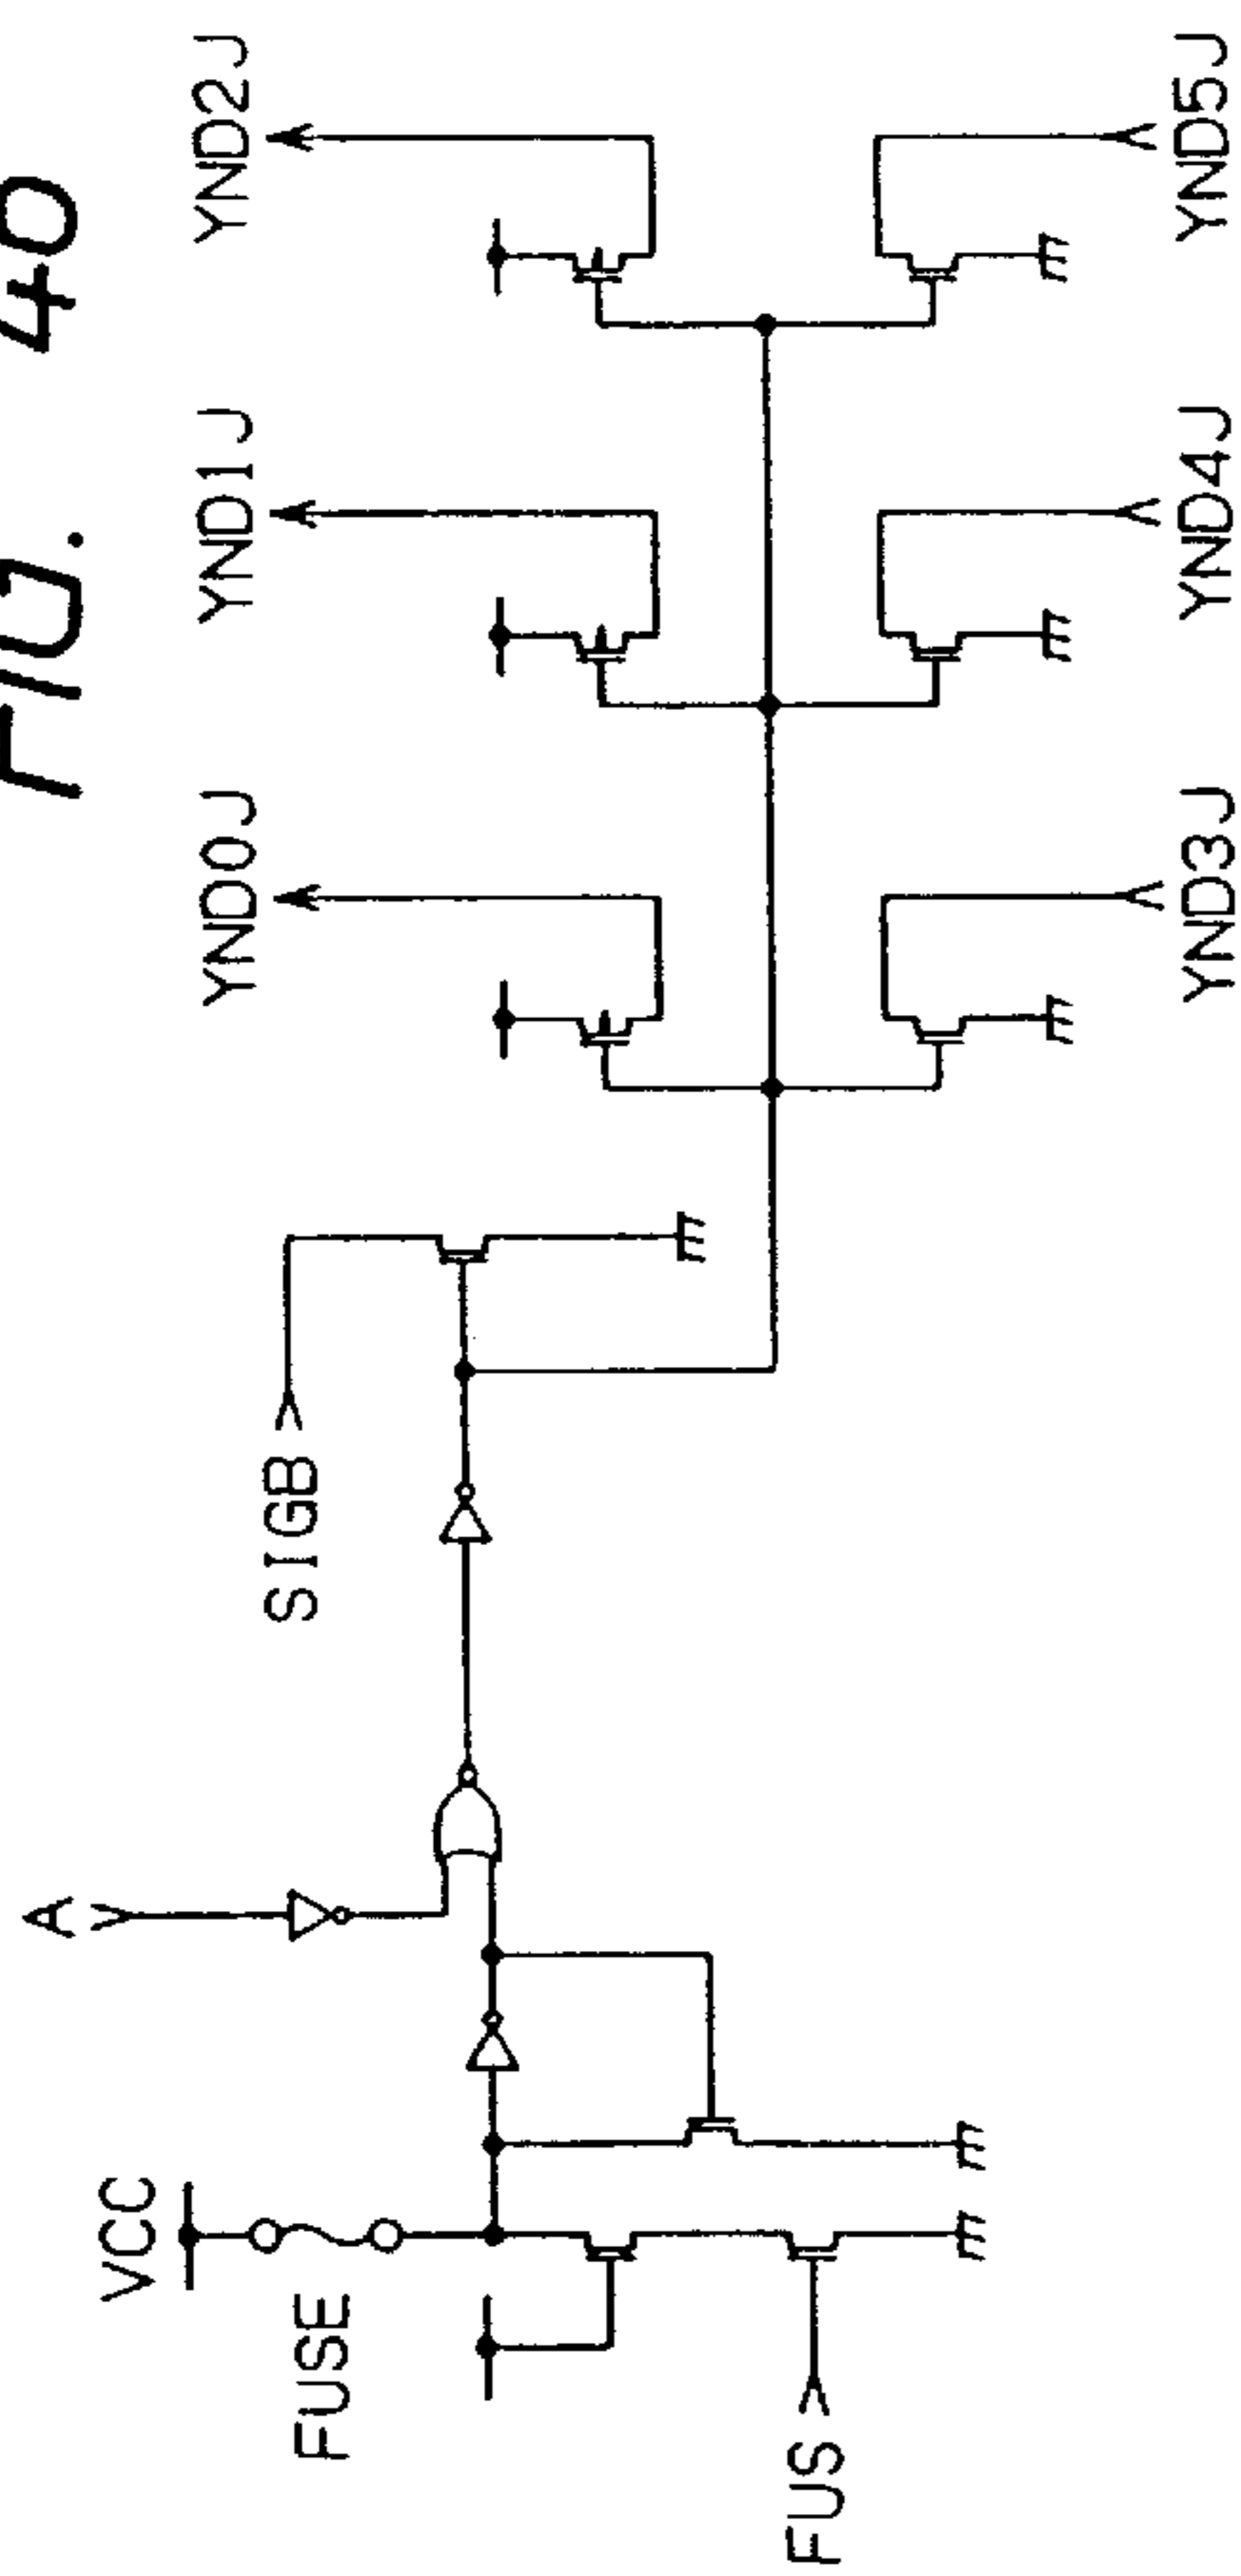 FIG. 40
A
VCC
FUSE
FUS
SIGB
YND0J
YND1J
YND2J
YND3J
YND4J
YND5J